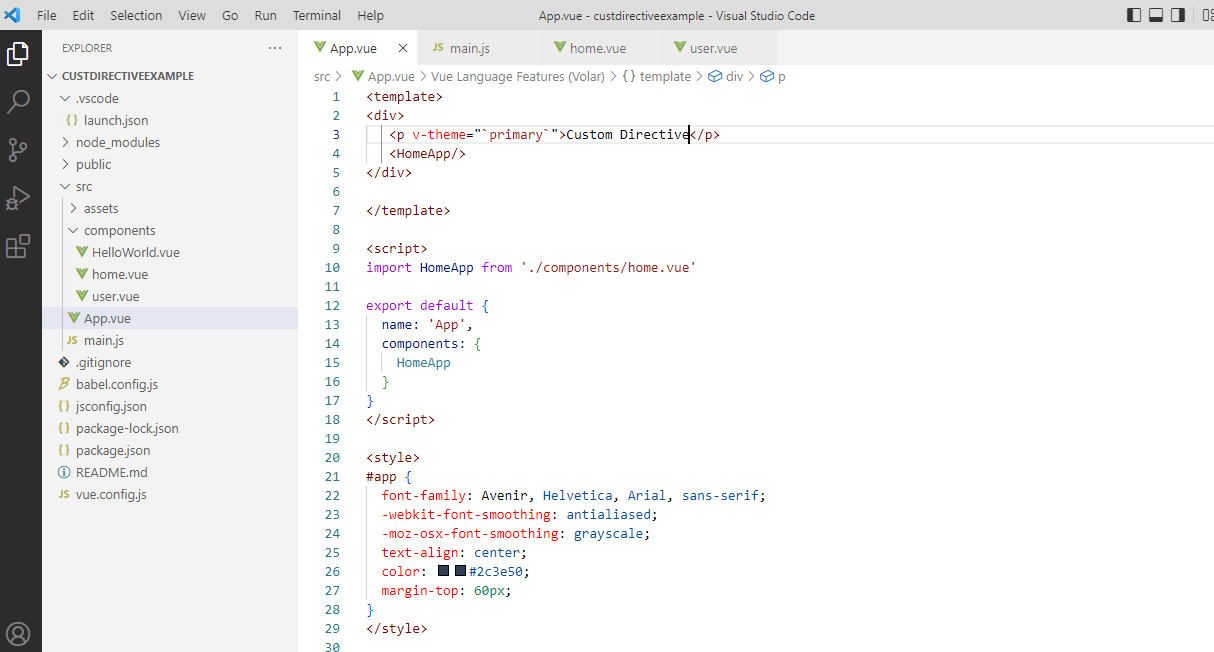 File Edit Selection View Go Run Terminal Help App.vue - custdirectiveexample - Visual Studio Code
EXPLORER ···
CUSTDIRECTIVEEXAMPLE
.vscode
{} launch.json
node_modules
public
src
assets
components
HelloWorld.vue
home.vue
user.vue
App.vue
JS main.js
.gitignore
babel.config.js
{} jsconfig.json
{} package-lock.json
{} package.json
README.md
JS vue.config.js
App.vue JS main.js home.vue user.vue
src > App.vue > Vue Language Features (Volar) > {} template > div > p
1 <template>
2 <div>
3 <p v-theme="`primary`">Custom Directive</p>
4 <HomeApp/>
5 </div>
6
7 </template>
8
9 <script>
10 import HomeApp from './components/home.vue'
11
12 export default {
13 name: 'App',
14 components: {
15 HomeApp
16 }
17 }
18 </script>
19
20 <style>
21 #app {
22 font-family: Avenir, Helvetica, Arial, sans-serif;
23 -webkit-font-smoothing: antialiased;
24 -moz-osx-font-smoothing: grayscale;
25 text-align: center;
26 color: #2c3e50;
27 margin-top: 60px;
28 }
29 </style>
30